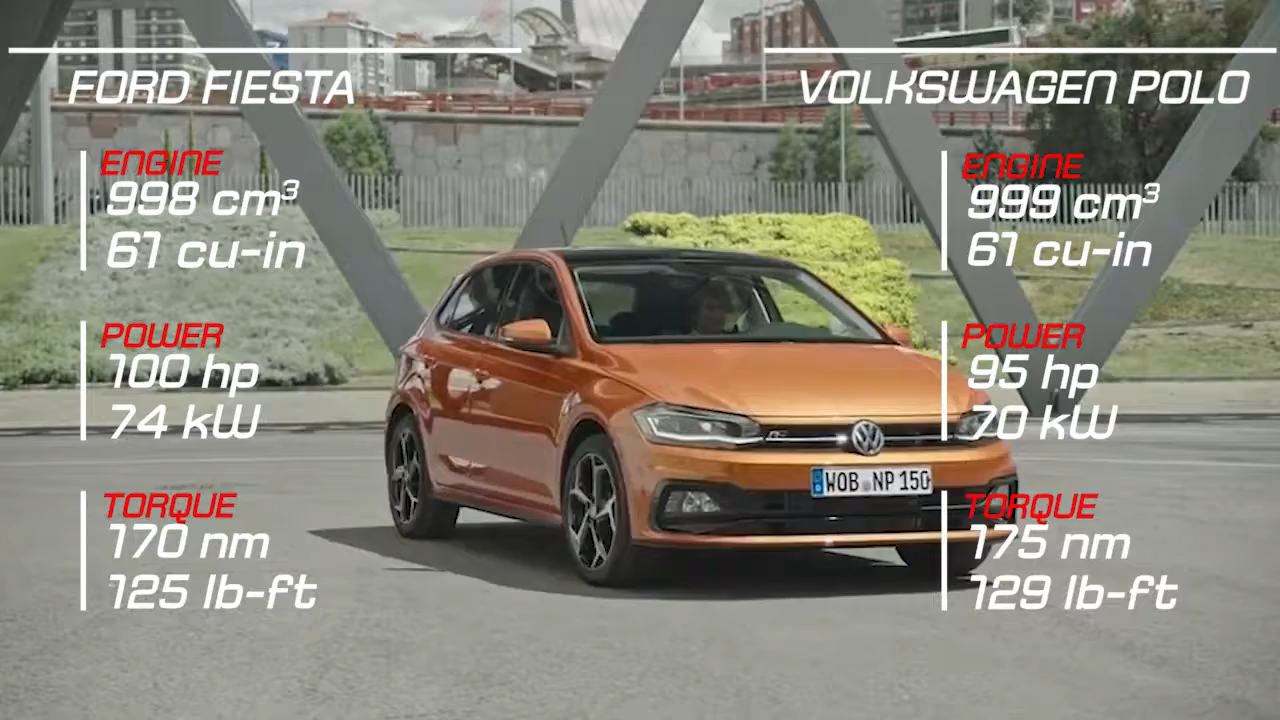 FORD FIESTA
ENGINE
998 cm³
61 cu-in
POWER
100 hp
74 kW
TORQUE
170 nm
125 lb-ft
VOLKSWAGEN POLO
ENGINE
999 cm³
61 cu-in
POWER
95 hp
70 kW
TORQUE
175 nm
129 lb-ft
WOB NP 150